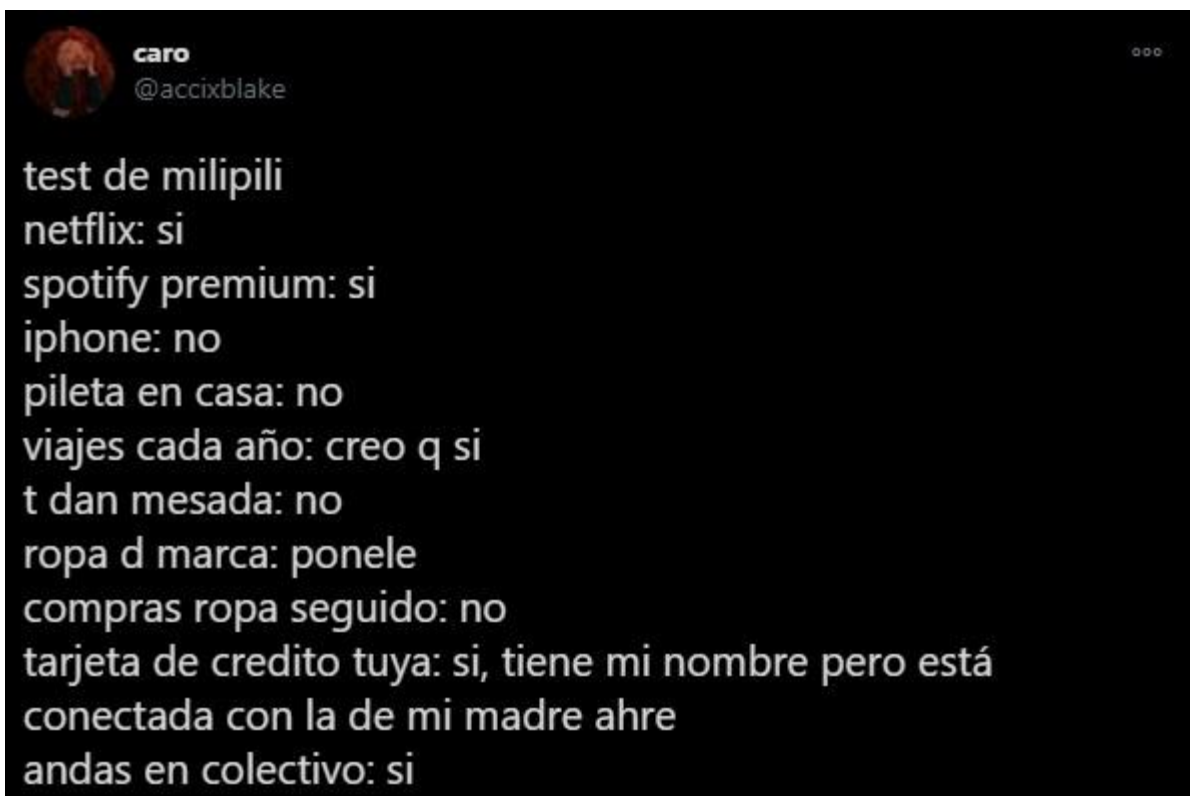 caro
@accixblake
test de milipili
netflix: si
spotify premium: si
iphone: no
pileta en casa: no
viajes cada año: creo q si
t dan mesada: no
ropa d marca: ponele
compras ropa seguido: no
tarjeta de credito tuya: si, tiene mi nombre pero está
conectada con la de mi madre ahre
andas en colectivo: si